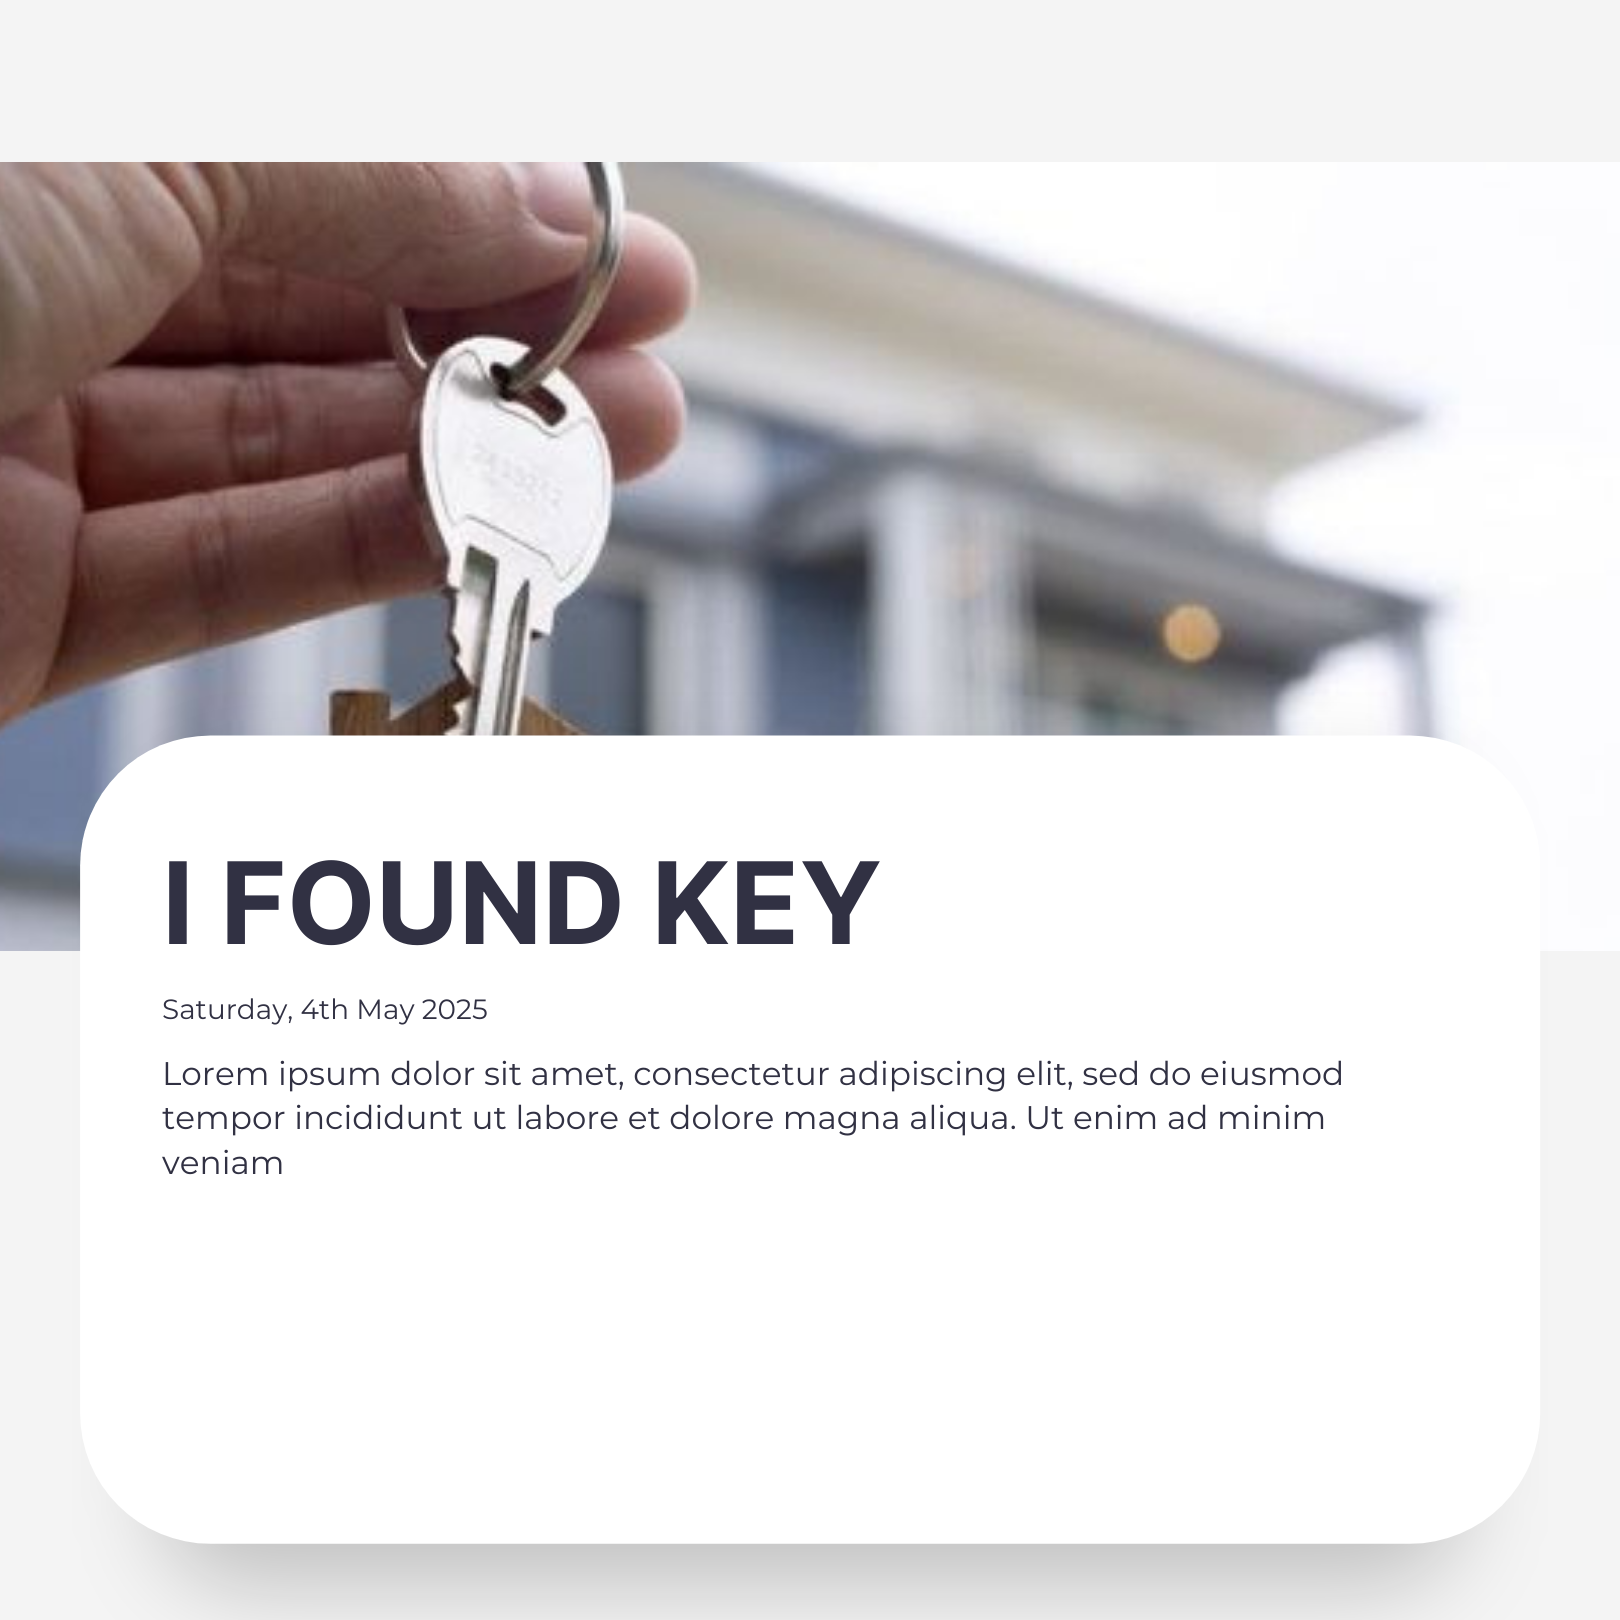 I FOUND KEY
Saturday, 4th May 2025
Lorem ipsum dolor sit amet, consectetur adipiscing elit, sed do eiusmod
tempor incididunt ut labore et dolore magna aliqua. Ut enim ad minim
veniam